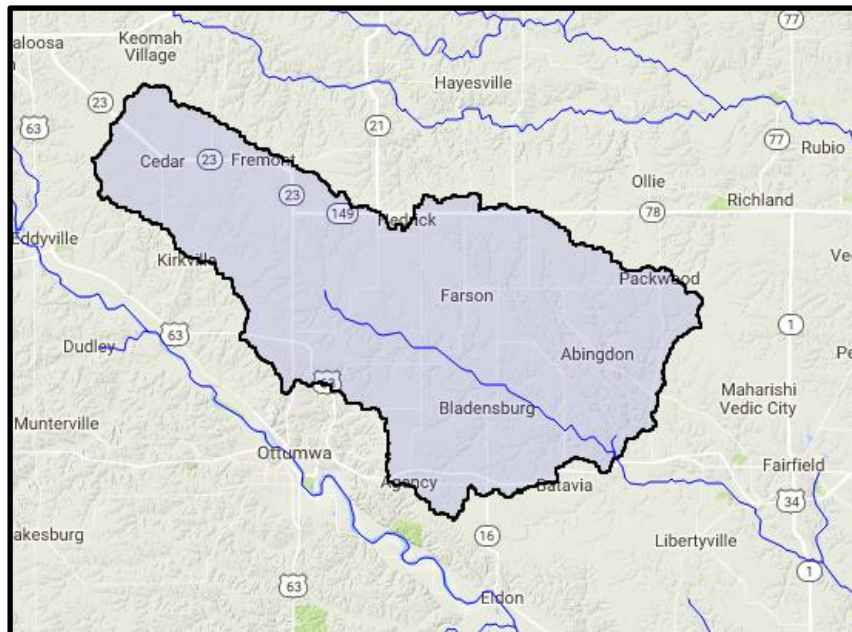 77
Keomah
Village
aloosa
Hayesville
23
63
21
77
Rubio
Cedar
23
Fremont
Ollie
Richland
23
149
78
Hedrick
Eddyville
Kirkville
Ve
Packwood
Farson
63
1
Dudley
Abingdon
Pe
63
Maharishi
Vedic City
Bladensburg
Munterville
Ottumwa
Fairfield
Agency
Batavia
34
akesburg
16
Libertyville
63
1
Eldon